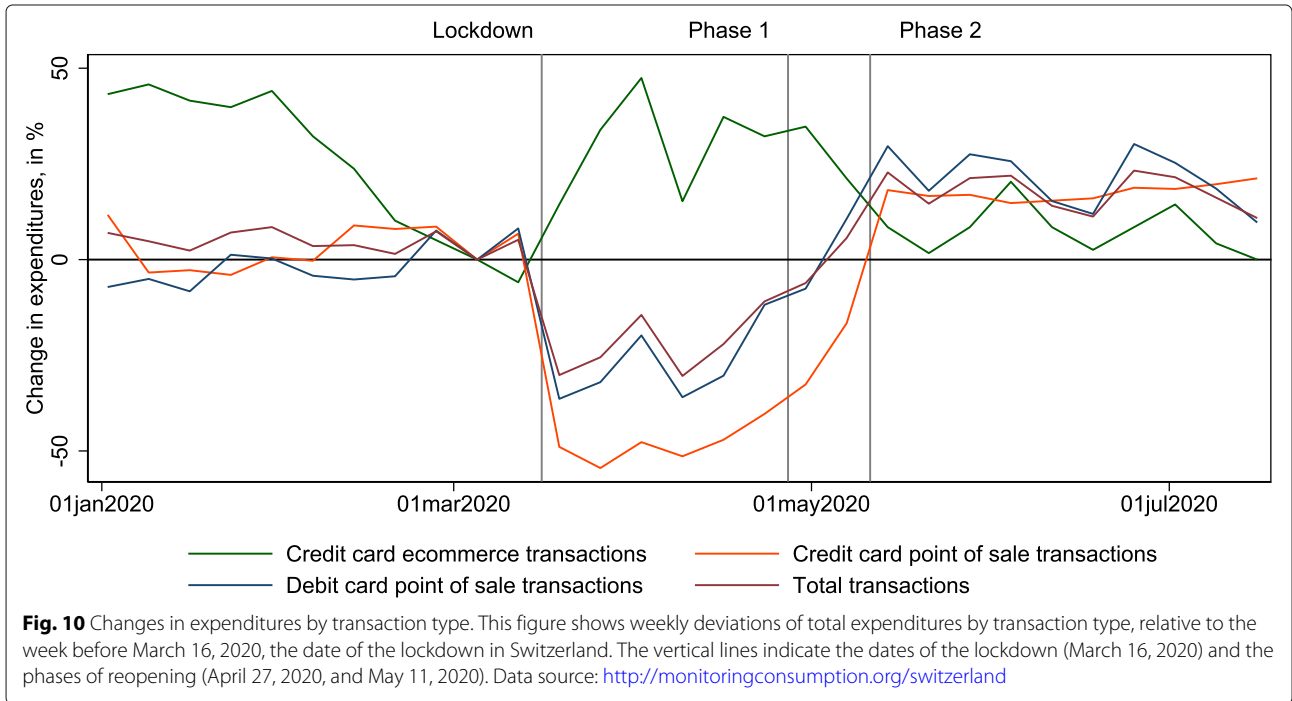 Lockdown Phase 1 Phase 2
50
0
-50
Change in expenditures, in %
01jan2020 01mar2020 01may2020 01jul2020
Credit card ecommerce transactions Credit card point of sale transactions
Debit card point of sale transactions Total transactions
Fig. 10 Changes in expenditures by transaction type. This figure shows weekly deviations of total expenditures by transaction type, relative to the
week before March 16, 2020, the date of the lockdown in Switzerland. The vertical lines indicate the dates of the lockdown (March 16, 2020) and the
phases of reopening (April 27, 2020, and May 11, 2020). Data source: http://monitoringconsumption.org/switzerland